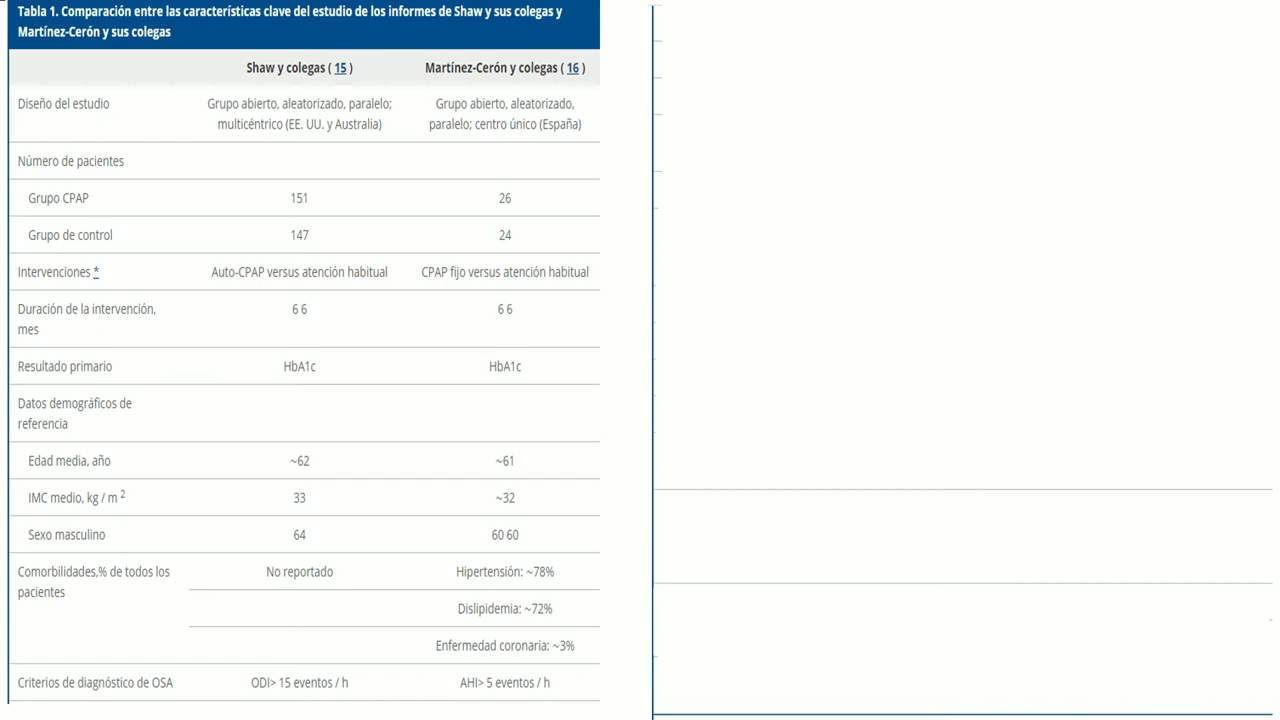 Tabla 1. Comparación entre las características clave del estudio de los informes de Shaw y sus colegas y
Martínez-Cerón y sus colegas
Shaw y colegas ( 15 ) Martínez-Cerón y colegas ( 16 )
Diseño del estudio Grupo abierto, aleatorizado, paralelo; Grupo abierto, aleatorizado,
multicéntrico (EE. UU. y Australia) paralelo; centro único (España)
Número de pacientes
Grupo CPAP 151 26
Grupo de control 147 24
Intervenciones * Auto-CPAP versus atención habitual CPAP fijo versus atención habitual
Duración de la intervención, 6 6 6 6
mes
Resultado primario HbA1c HbA1c
Datos demográficos de
referencia
Edad media, año ~62 ~61
IMC medio, kg / m 2 33 ~32
Sexo masculino 64 60 60
Comorbilidades,% de todos los No reportado Hipertensión: ~78%
pacientes
Dislipidemia: ~72%
Enfermedad coronaria: ~3%
Criterios de diagnóstico de OSA ODI> 15 eventos / h AHI> 5 eventos / h